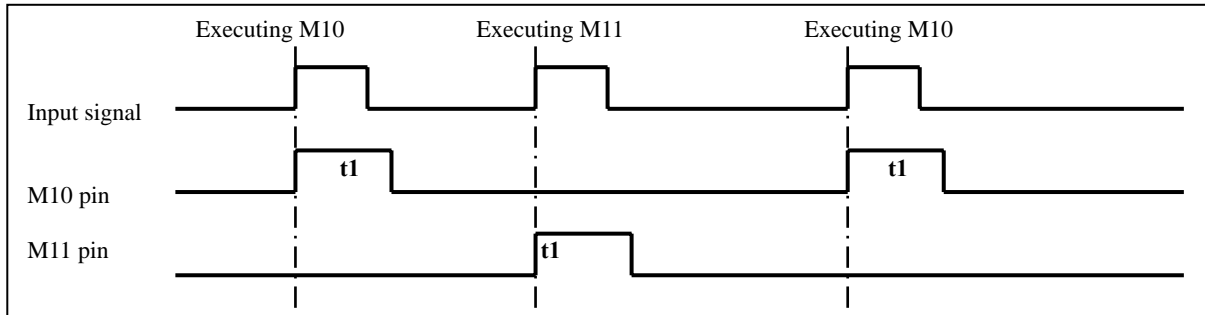 Executing M10 Executing M11 Executing M10
Input signal
t1 t1
M10 pin
M11 pin t1